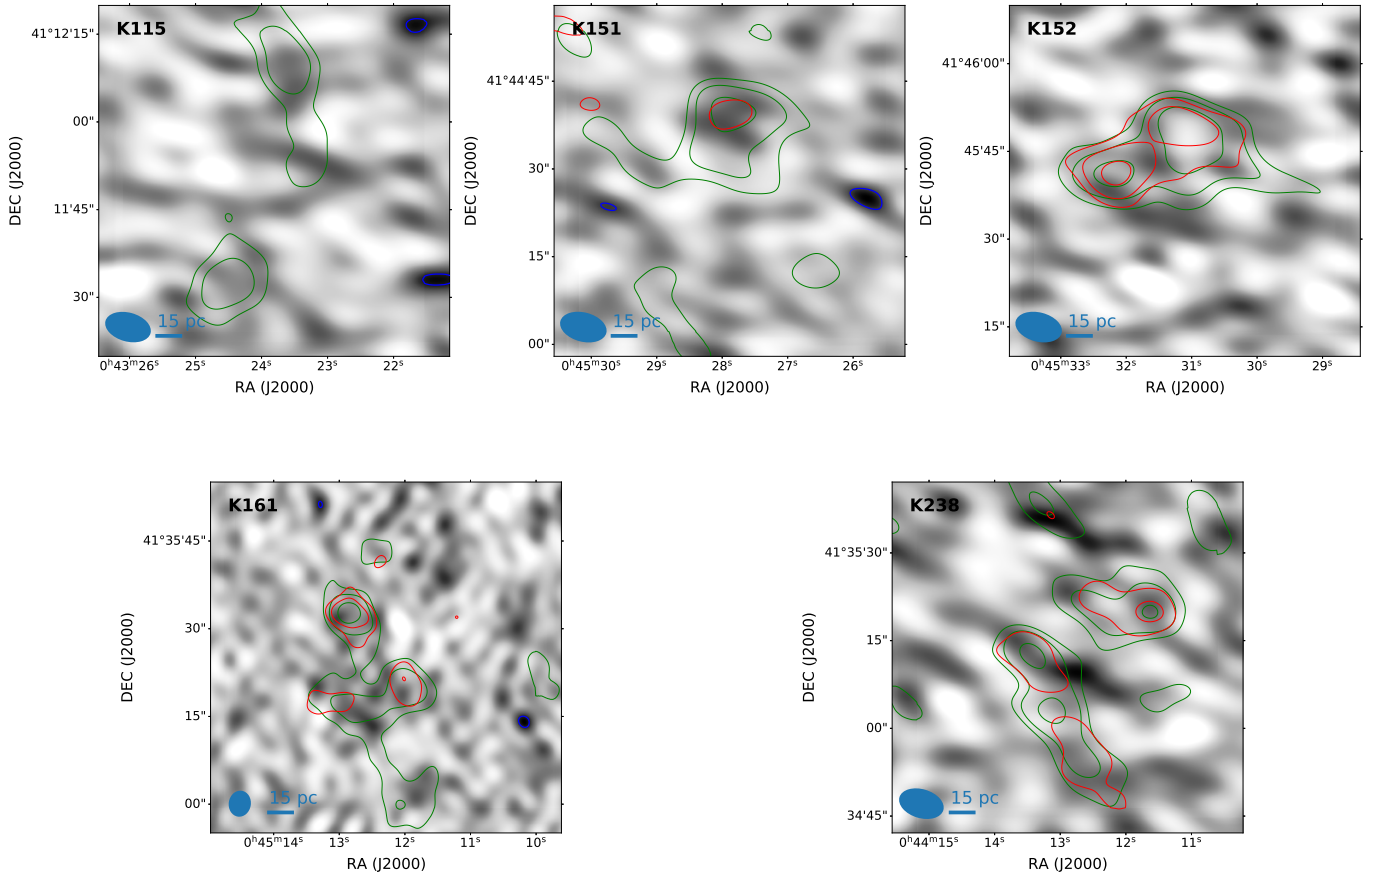 K115
41°12'15"
00"
11'45"
30"
DEC (J2000)
15 pc
0ʰ43ᵐ26ˢ 25ˢ 24ˢ 23ˢ 22ˢ
RA (J2000)
K151
41°44'45"
30"
15"
00"
DEC (J2000)
15 pc
0ʰ45ᵐ30ˢ 29ˢ 28ˢ 27ˢ 26ˢ
RA (J2000)
K152
41°46'00"
45'45"
30"
15"
DEC (J2000)
15 pc
0ʰ45ᵐ33ˢ 32ˢ 31ˢ 30ˢ 29ˢ
RA (J2000)
K161
41°35'45"
30"
15"
00"
DEC (J2000)
15 pc
0ʰ45ᵐ14ˢ 13ˢ 12ˢ 11ˢ 10ˢ
RA (J2000)
K238
41°35'30"
15"
00"
34'45"
DEC (J2000)
15 pc
0ʰ44ᵐ15ˢ 14ˢ 13ˢ 12ˢ 11ˢ
RA (J2000)